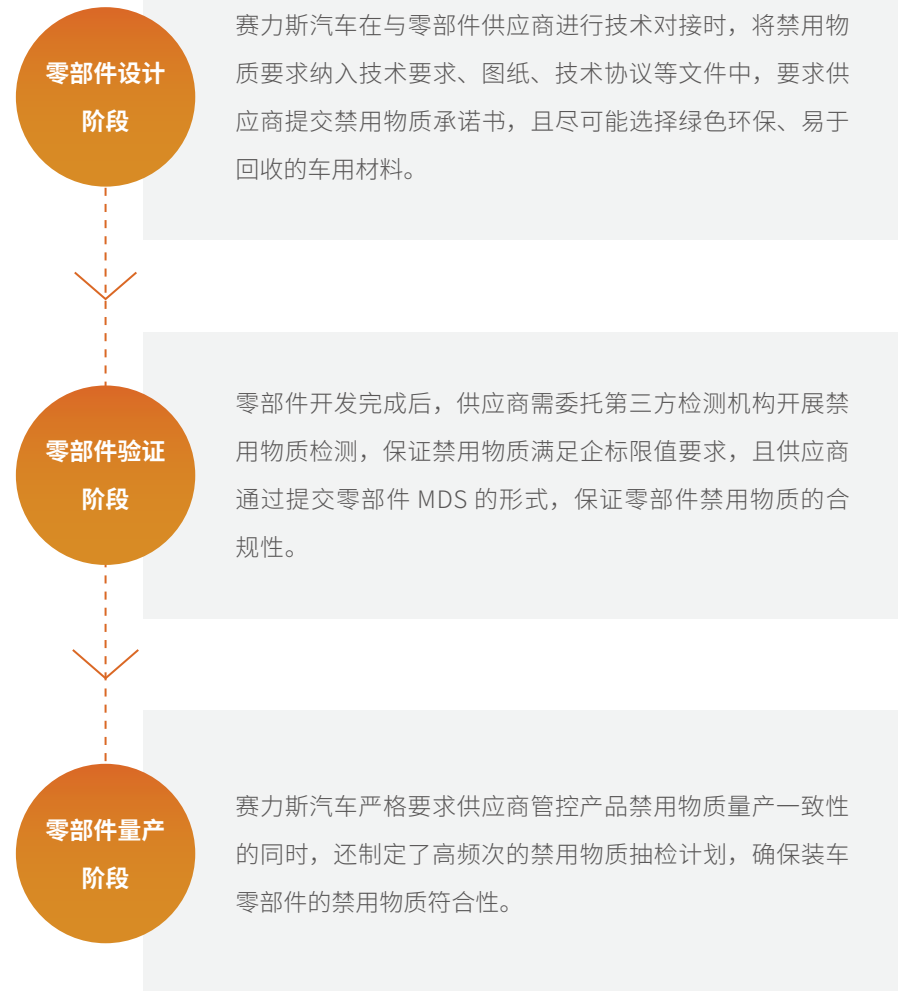 零部件设计
阶段
赛力斯汽车在与零部件供应商进行技术对接时，将禁用物
质要求纳入技术要求、图纸、技术协议等文件中，要求供
应商提交禁用物质承诺书，且尽可能选择绿色环保、易于
回收的车用材料。
零部件验证
阶段
零部件开发完成后，供应商需委托第三方检测机构开展禁
用物质检测，保证禁用物质满足企标限值要求，且供应商
通过提交零部件 MDS 的形式，保证零部件禁用物质的合
规性。
零部件量产
阶段
赛力斯汽车严格要求供应商管控产品禁用物质量产一致性
的同时，还制定了高频次的禁用物质抽检计划，确保装车
零部件的禁用物质符合性。